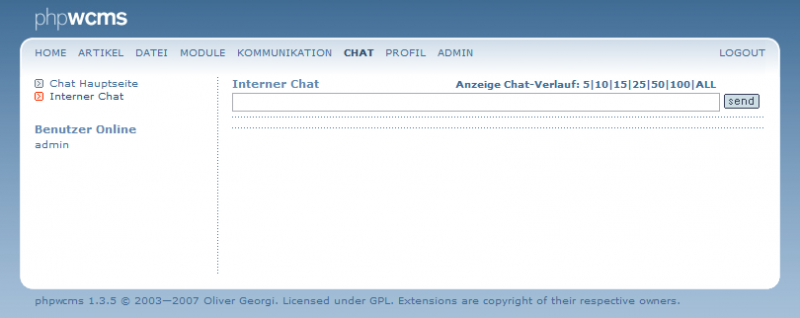 phpwcms
HOME ARTIKEL DATEI MODULE KOMMUNIKATION CHAT PROFIL ADMIN LOGOUT
Chat Hauptseite
Interner Chat
Benutzer Online
admin
Interner Chat Anzeige Chat-Verlauf: 5|10|15|25|50|100|ALL
send
phpwcms 1.3.5 © 2003—2007 Oliver Georgi. Licensed under GPL. Extensions are copyright of their respective owners.